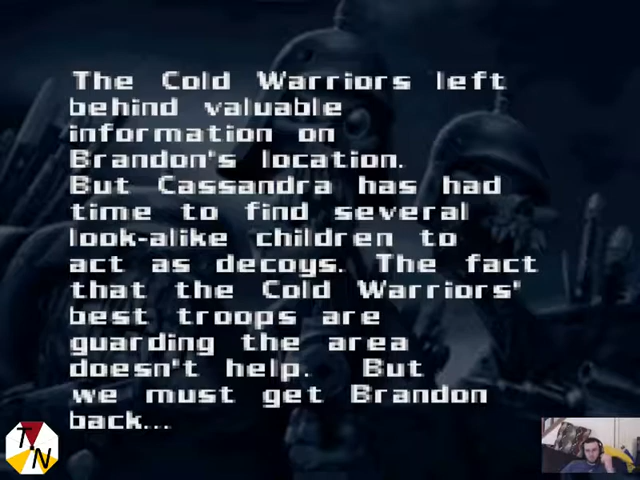 The Cold Warriors left
behind valuable
information on
Brandon's location.
But Cassandra has had
time to find several
look-alike children to
act as decoys. The fact
that the Cold Warriors'
best troops are
guarding the area
doesn't help. But
we must get Brandon
back...
T
N